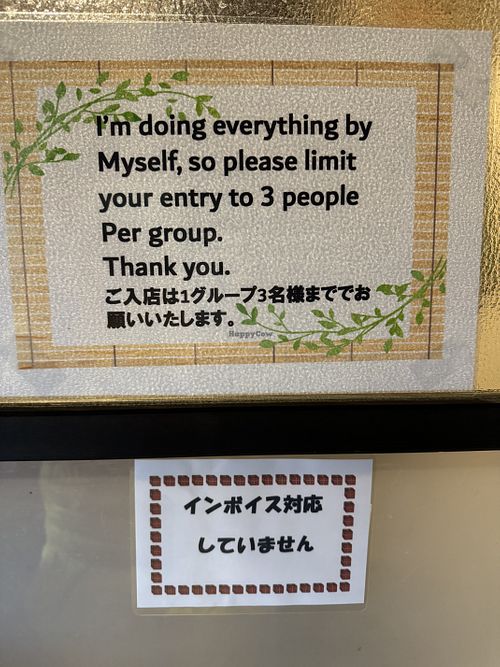 I'm doing everything by
Myself, so please limit
your entry to 3 people
Per group.
Thank you.
ご入店は1グループ3名様まででお
願いいたします。
HappyCow
インボイス対応
していません